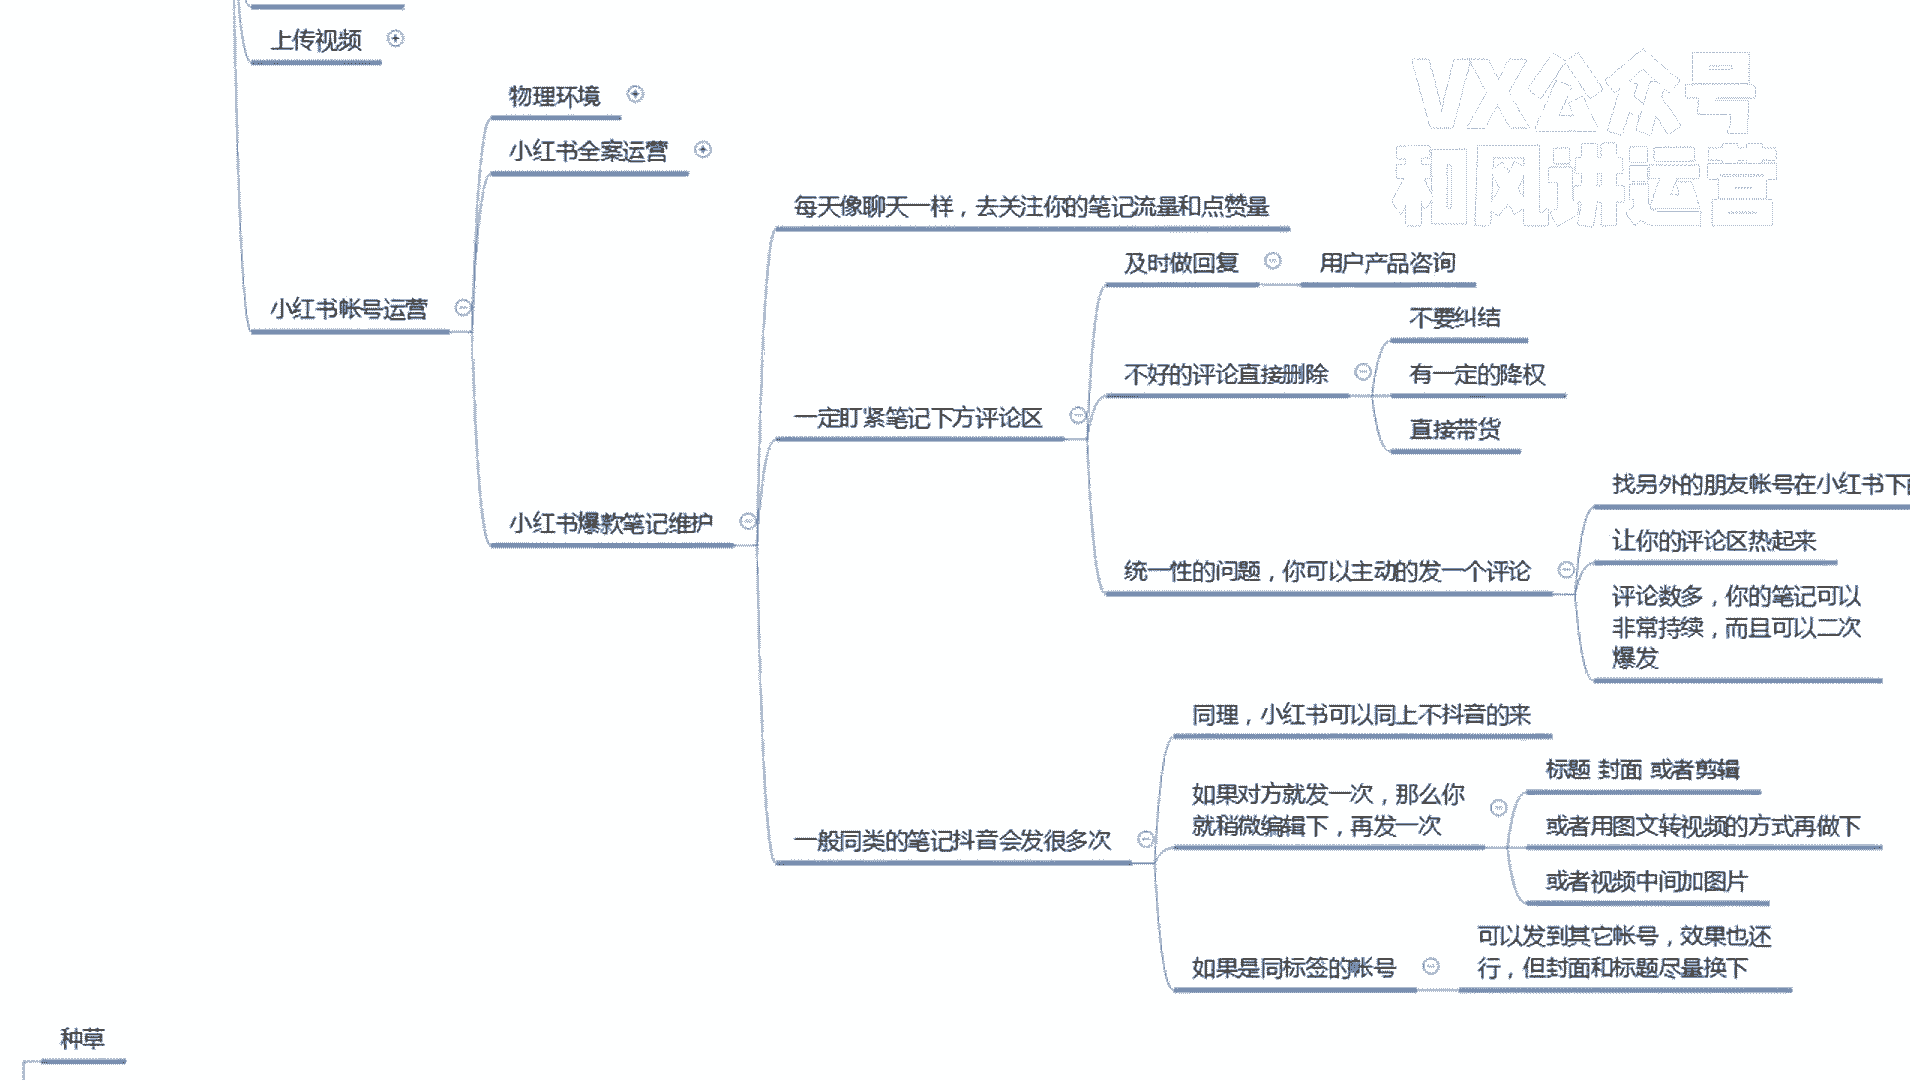 上传视频
物理环境
小红书全案运营
VX公众号
和风讲运营
每天像聊天一样，去关注你的笔记流量和点赞量
及时做回复
用户产品咨询
小红书帐号运营
不要纠结
不好的评论直接删除
有一定的降权
一定盯紧笔记下方评论区
直接带货
找另外的朋友帐号在小红书下
小红书爆款笔记维护
让你的评论区热起来
统一性的问题，你可以主动的发一个评论
评论数多，你的笔记可以
非常持续，而且可以二次
爆发
同理，小红书可以同上不抖音的来
标题 封面 或者剪辑
如果对方就发一次，那么你
就稍微编辑下，再发一次
或者用图文转视频的方式再做下
一般同类的笔记抖音会发很多次
或者视频中间加图片
可以发到其它帐号，效果也还
行，但封面和标题尽量换下
如果是同标签的帐号
种草